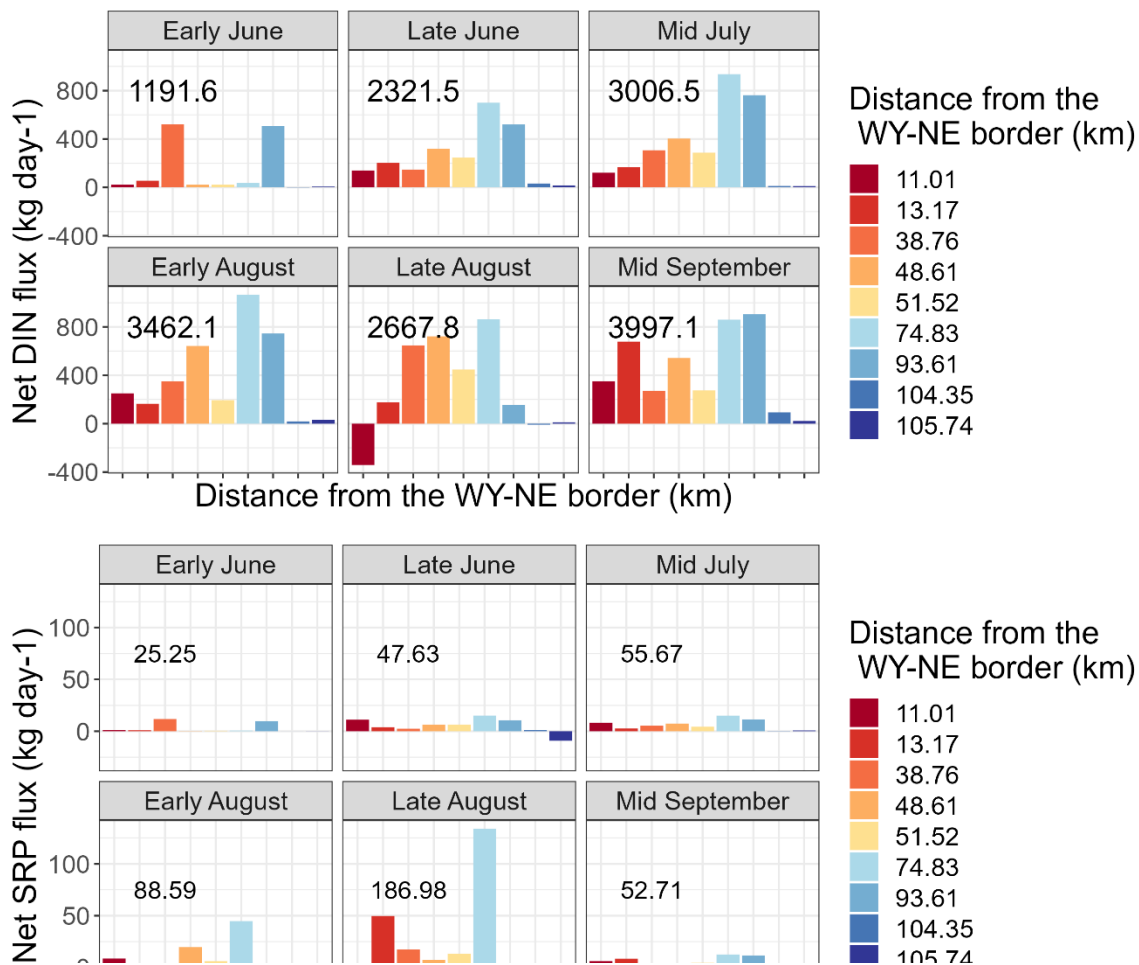 Early June
Late June
Mid July
800
400
0
-400
1191.6
2321.5
3006.5
Early August
Late August
Mid September
800
400
0
-400
3462.1
2667.8
3997.1
Net DIN flux (kg day-1)
Distance from the WY-NE border (km)
Distance from the
WY-NE border (km)
11.01
13.17
38.76
48.61
51.52
74.83
93.61
104.35
105.74
Early June
Late June
Mid July
100
50
0
25.25
47.63
55.67
Early August
Late August
Mid September
100
50
0
88.59
186.98
52.71
Net SRP flux (kg day-1)
Distance from the
WY-NE border (km)
11.01
13.17
38.76
48.61
51.52
74.83
93.61
104.35
105.74